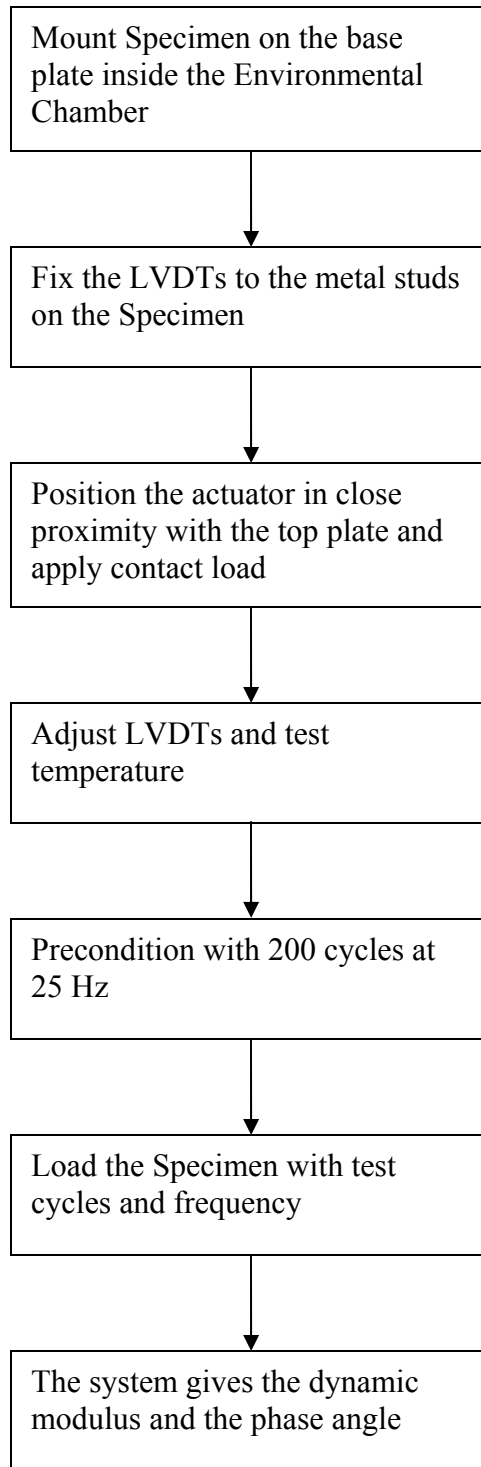 Mount Specimen on the base
plate inside the Environmental
Chamber
Fix the LVDTs to the metal studs
on the Specimen
Position the actuator in close
proximity with the top plate and
apply contact load
Adjust LVDTs and test
temperature
Precondition with 200 cycles at
25 Hz
Load the Specimen with test
cycles and frequency
The system gives the dynamic
modulus and the phase angle